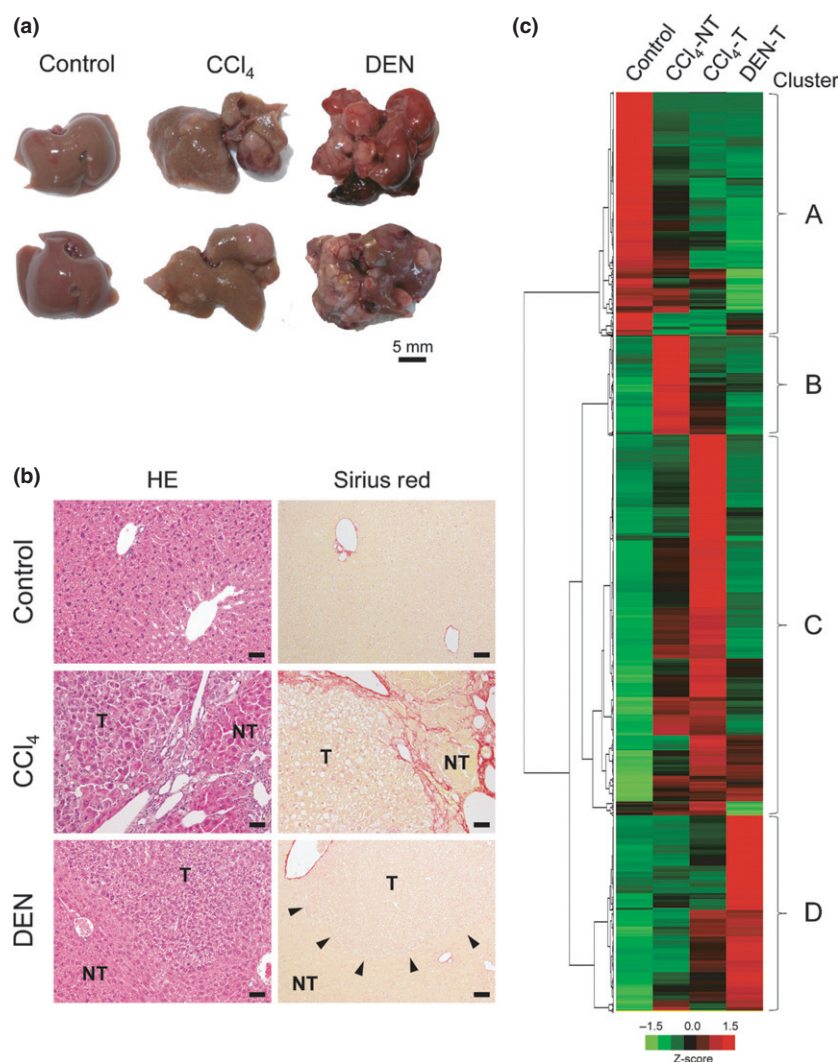 (a)
Control CCl₄ DEN
5 mm
(b)
HE Sirius red
Control
CCl₄
T NT T NT
DEN
T T
NT NT
(c)
Control CCl₄-NT CCl₄-T DEN-T Cluster
A
B
C
D
–1.5 0.0 1.5
Z-score